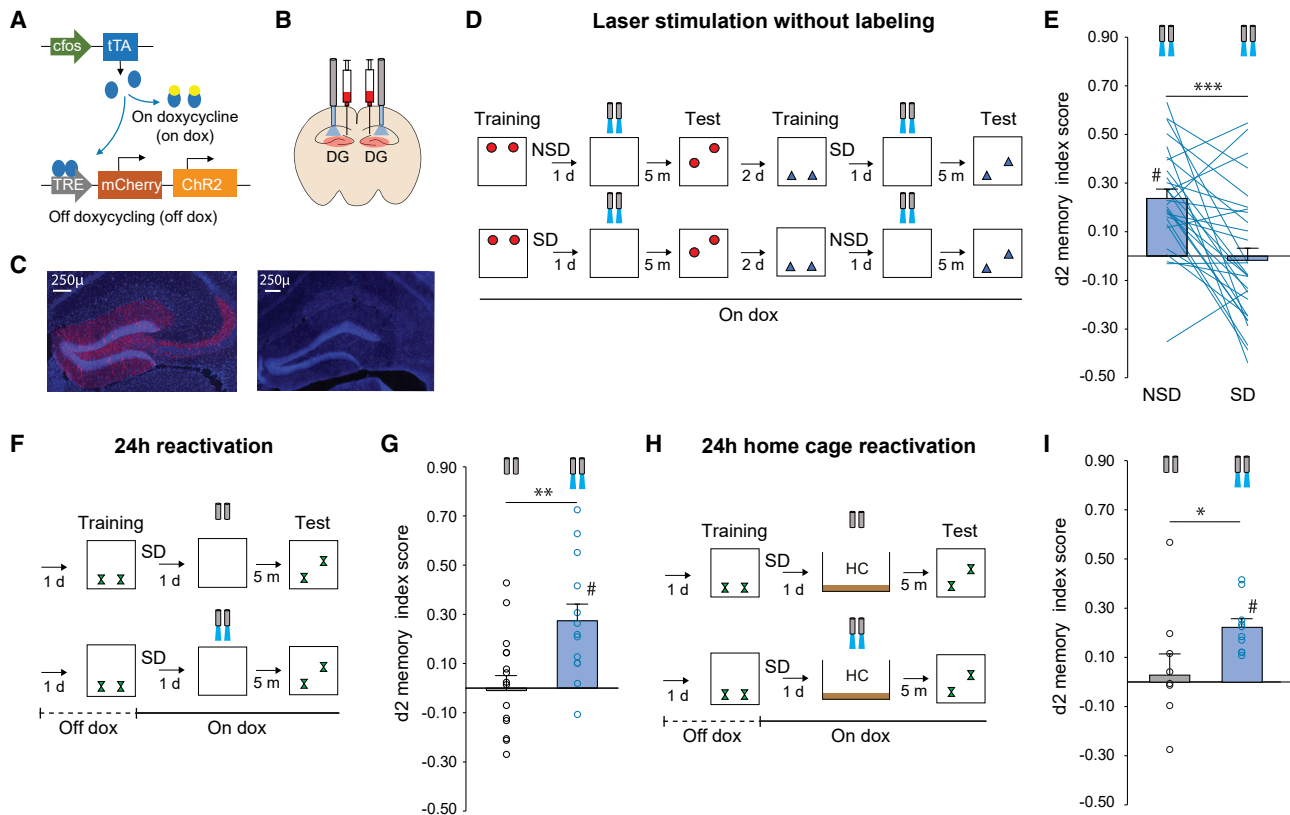 A
cfos
tTA
On doxycycline
(on dox)
TRE
mCherry
ChR2
Off doxycycling (off dox)
B
DG
DG
C
250µ
250µ
D
Laser stimulation without labeling
Training
Test
Training
Test
NSD
SD
1 d
5 m
2 d
1 d
5 m
SD
NSD
1 d
5 m
2 d
1 d
5 m
On dox
E
d2 memory index score
0.90
0.70
0.50
0.30
0.10
-0.10
-0.30
-0.50
***
#
NSD
SD
F
24h reactivation
Training
Test
SD
1 d
1 d
5 m
SD
1 d
1 d
5 m
Off dox
On dox
G
d2 memory index score
0.90
0.70
0.50
0.30
0.10
-0.10
-0.30
-0.50
**
#
H
24h home cage reactivation
Training
Test
SD
HC
1 d
1 d
5 m
SD
HC
1 d
1 d
5 m
Off dox
On dox
I
d2 memory index score
0.90
0.70
0.50
0.30
0.10
-0.10
-0.30
-0.50
*
#